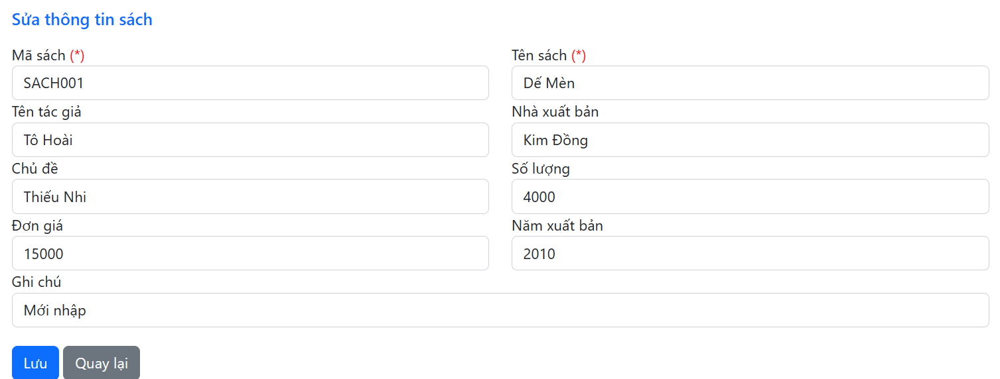 Sửa thông tin sách
Mã sách (*)
Tên sách (*)
SACH001
Dế Mèn
Tên tác giả
Nhà xuất bản
Tô Hoài
Kim Đồng
Chủ đề
Số lượng
Thiếu Nhi
4000
Đơn giá
Năm xuất bản
15000
2010
Ghi chú
Mới nhập
Lưu
Quay lại